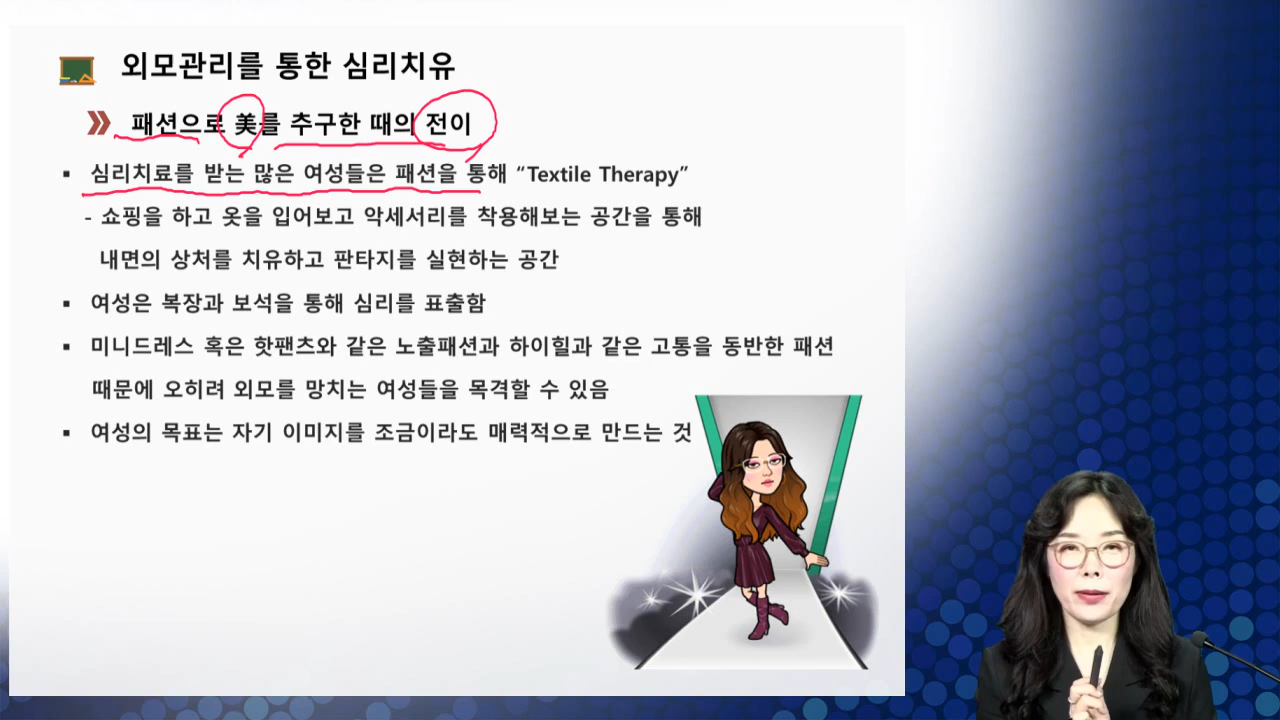 외모관리를 통한 심리치유
패션으로 美를 추구한 때의 전이
▪ 심리치료를 받는 많은 여성들은 패션을 통해 “Textile Therapy”
- 쇼핑을 하고 옷을 입어보고 악세서리를 착용해보는 공간을 통해
내면의 상처를 치유하고 판타지를 실현하는 공간
▪ 여성은 복장과 보석을 통해 심리를 표출함
▪ 미니드레스 혹은 핫팬츠와 같은 노출패션과 하이힐과 같은 고통을 동반한 패션
때문에 오히려 외모를 망치는 여성들을 목격할 수 있음
▪ 여성의 목표는 자기 이미지를 조금이라도 매력적으로 만드는 것